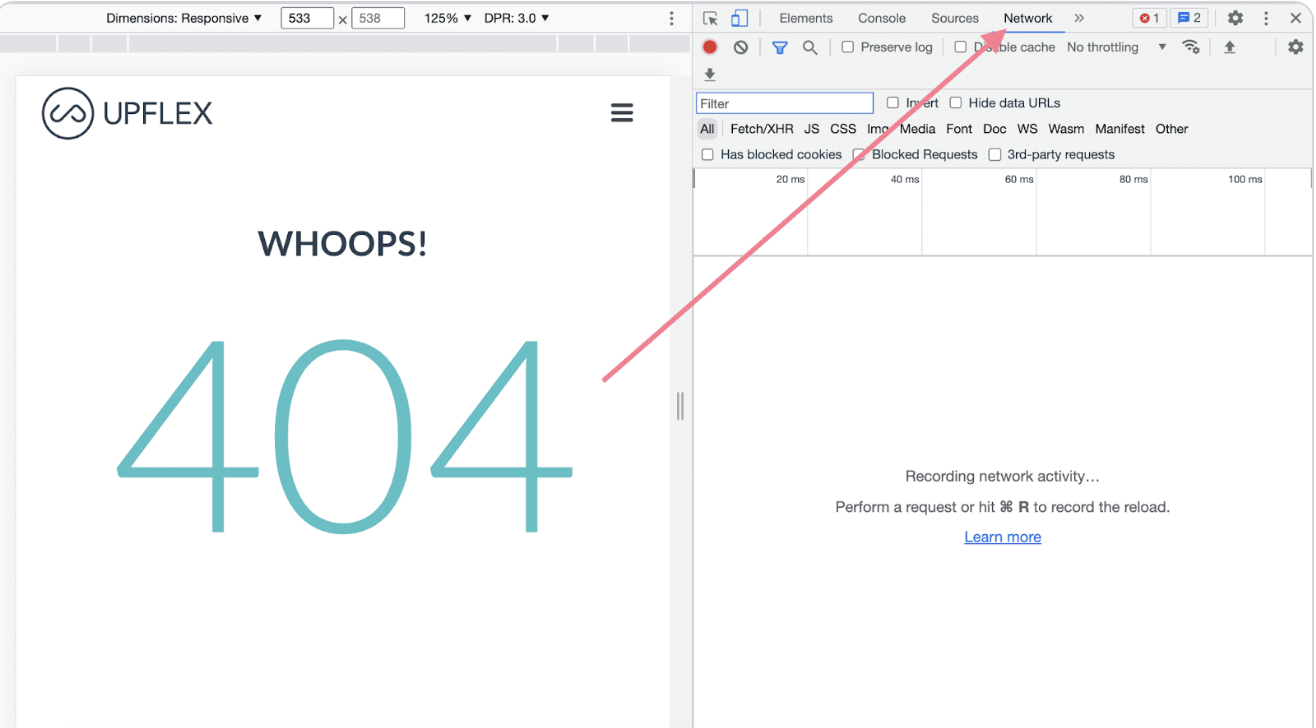 Dimensions: Responsive ▼ 533 × 538 125% ▼ DPR: 3.0 ▼
UPFLEX
WHOOPS!
404
Elements Console Sources Network 1 2
Preserve log Disable cache No throttling ▼
Filter Invert Hide data URLs
All Fetch/XHR JS CSS Img Media Font Doc WS Wasm Manifest Other
Has blocked cookies Blocked Requests 3rd-party requests
20 ms 40 ms 60 ms 80 ms 100 ms
Recording network activity…
Perform a request or hit ⌘ R to record the reload.
Learn more